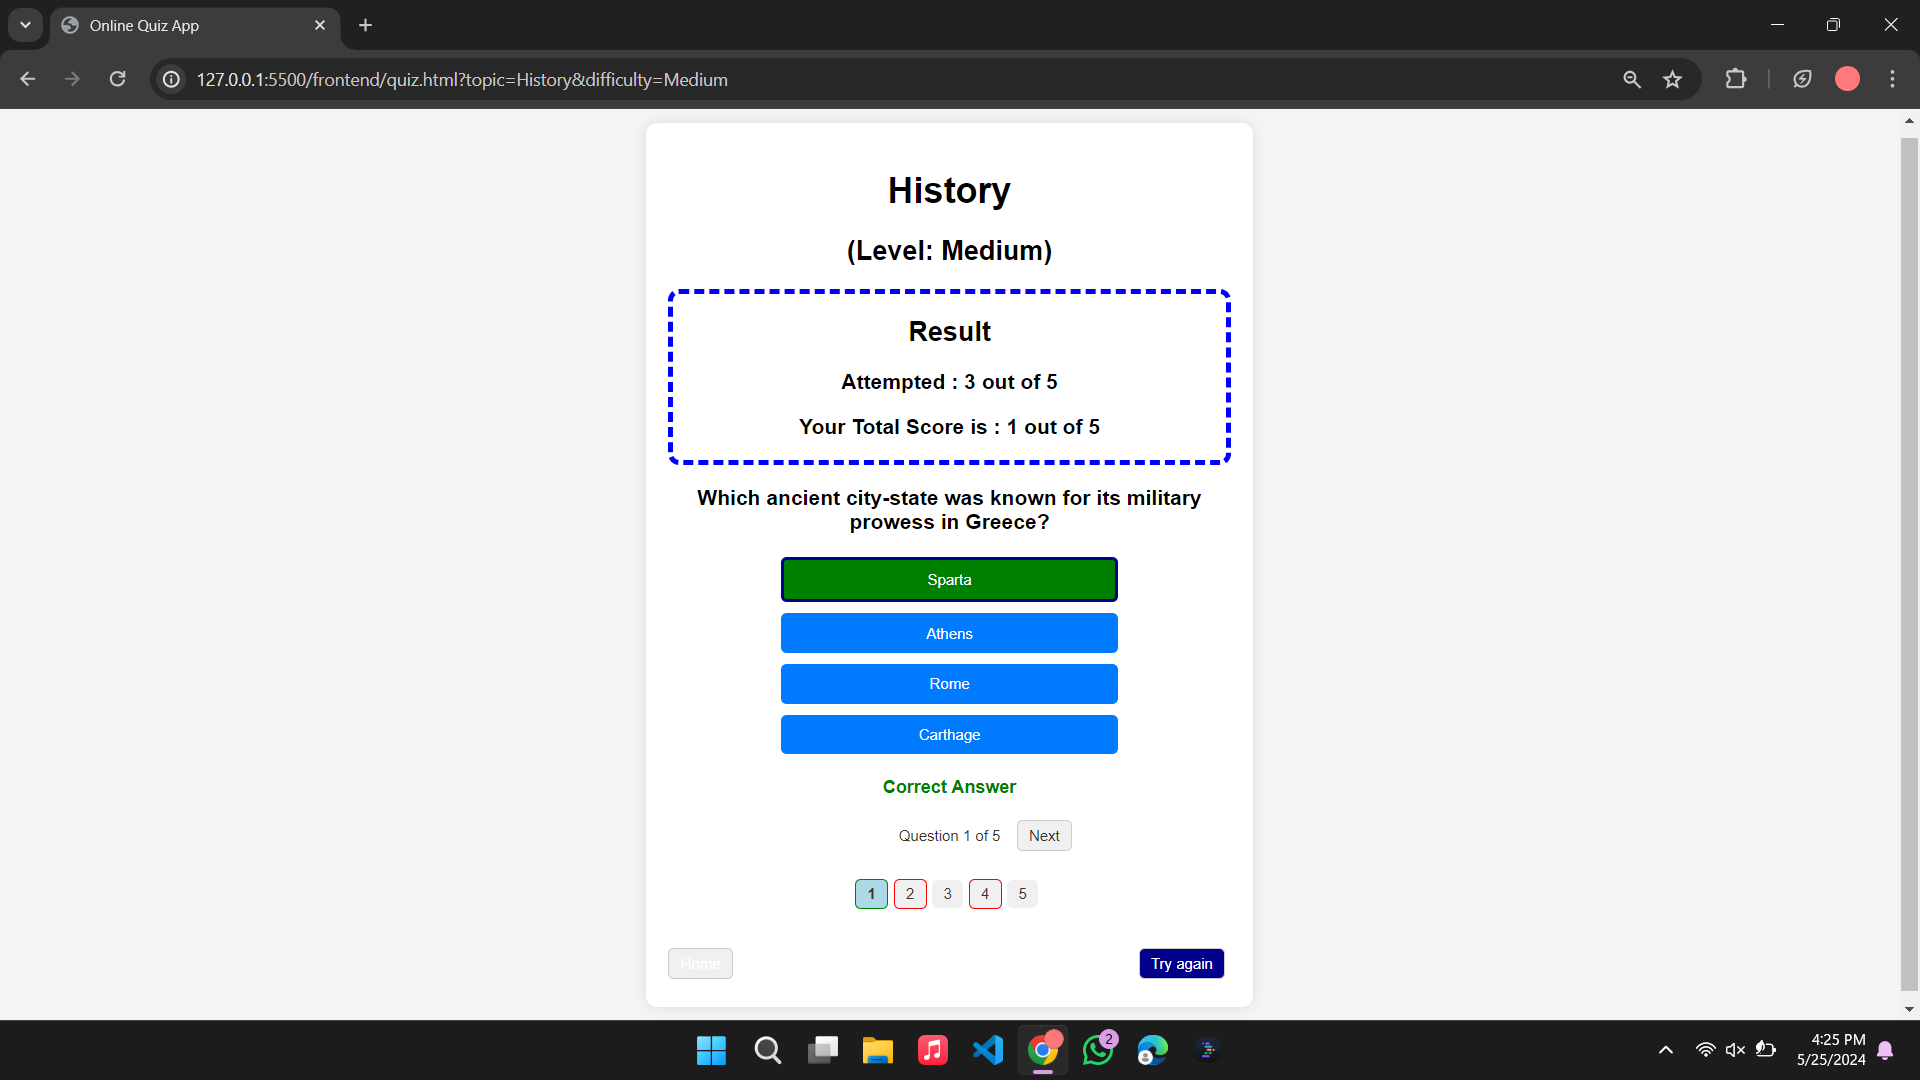 Online Quiz App
127.0.0.1:5500/frontend/quiz.html?topic=History&difficulty=Medium
History
(Level: Medium)
Result
Attempted : 3 out of 5
Your Total Score is : 1 out of 5
Which ancient city-state was known for its military
prowess in Greece?
Sparta
Athens
Rome
Carthage
Correct Answer
Question 1 of 5 Next
1 2 3 4 5
Home Try again
2
4:25 PM
5/25/2024